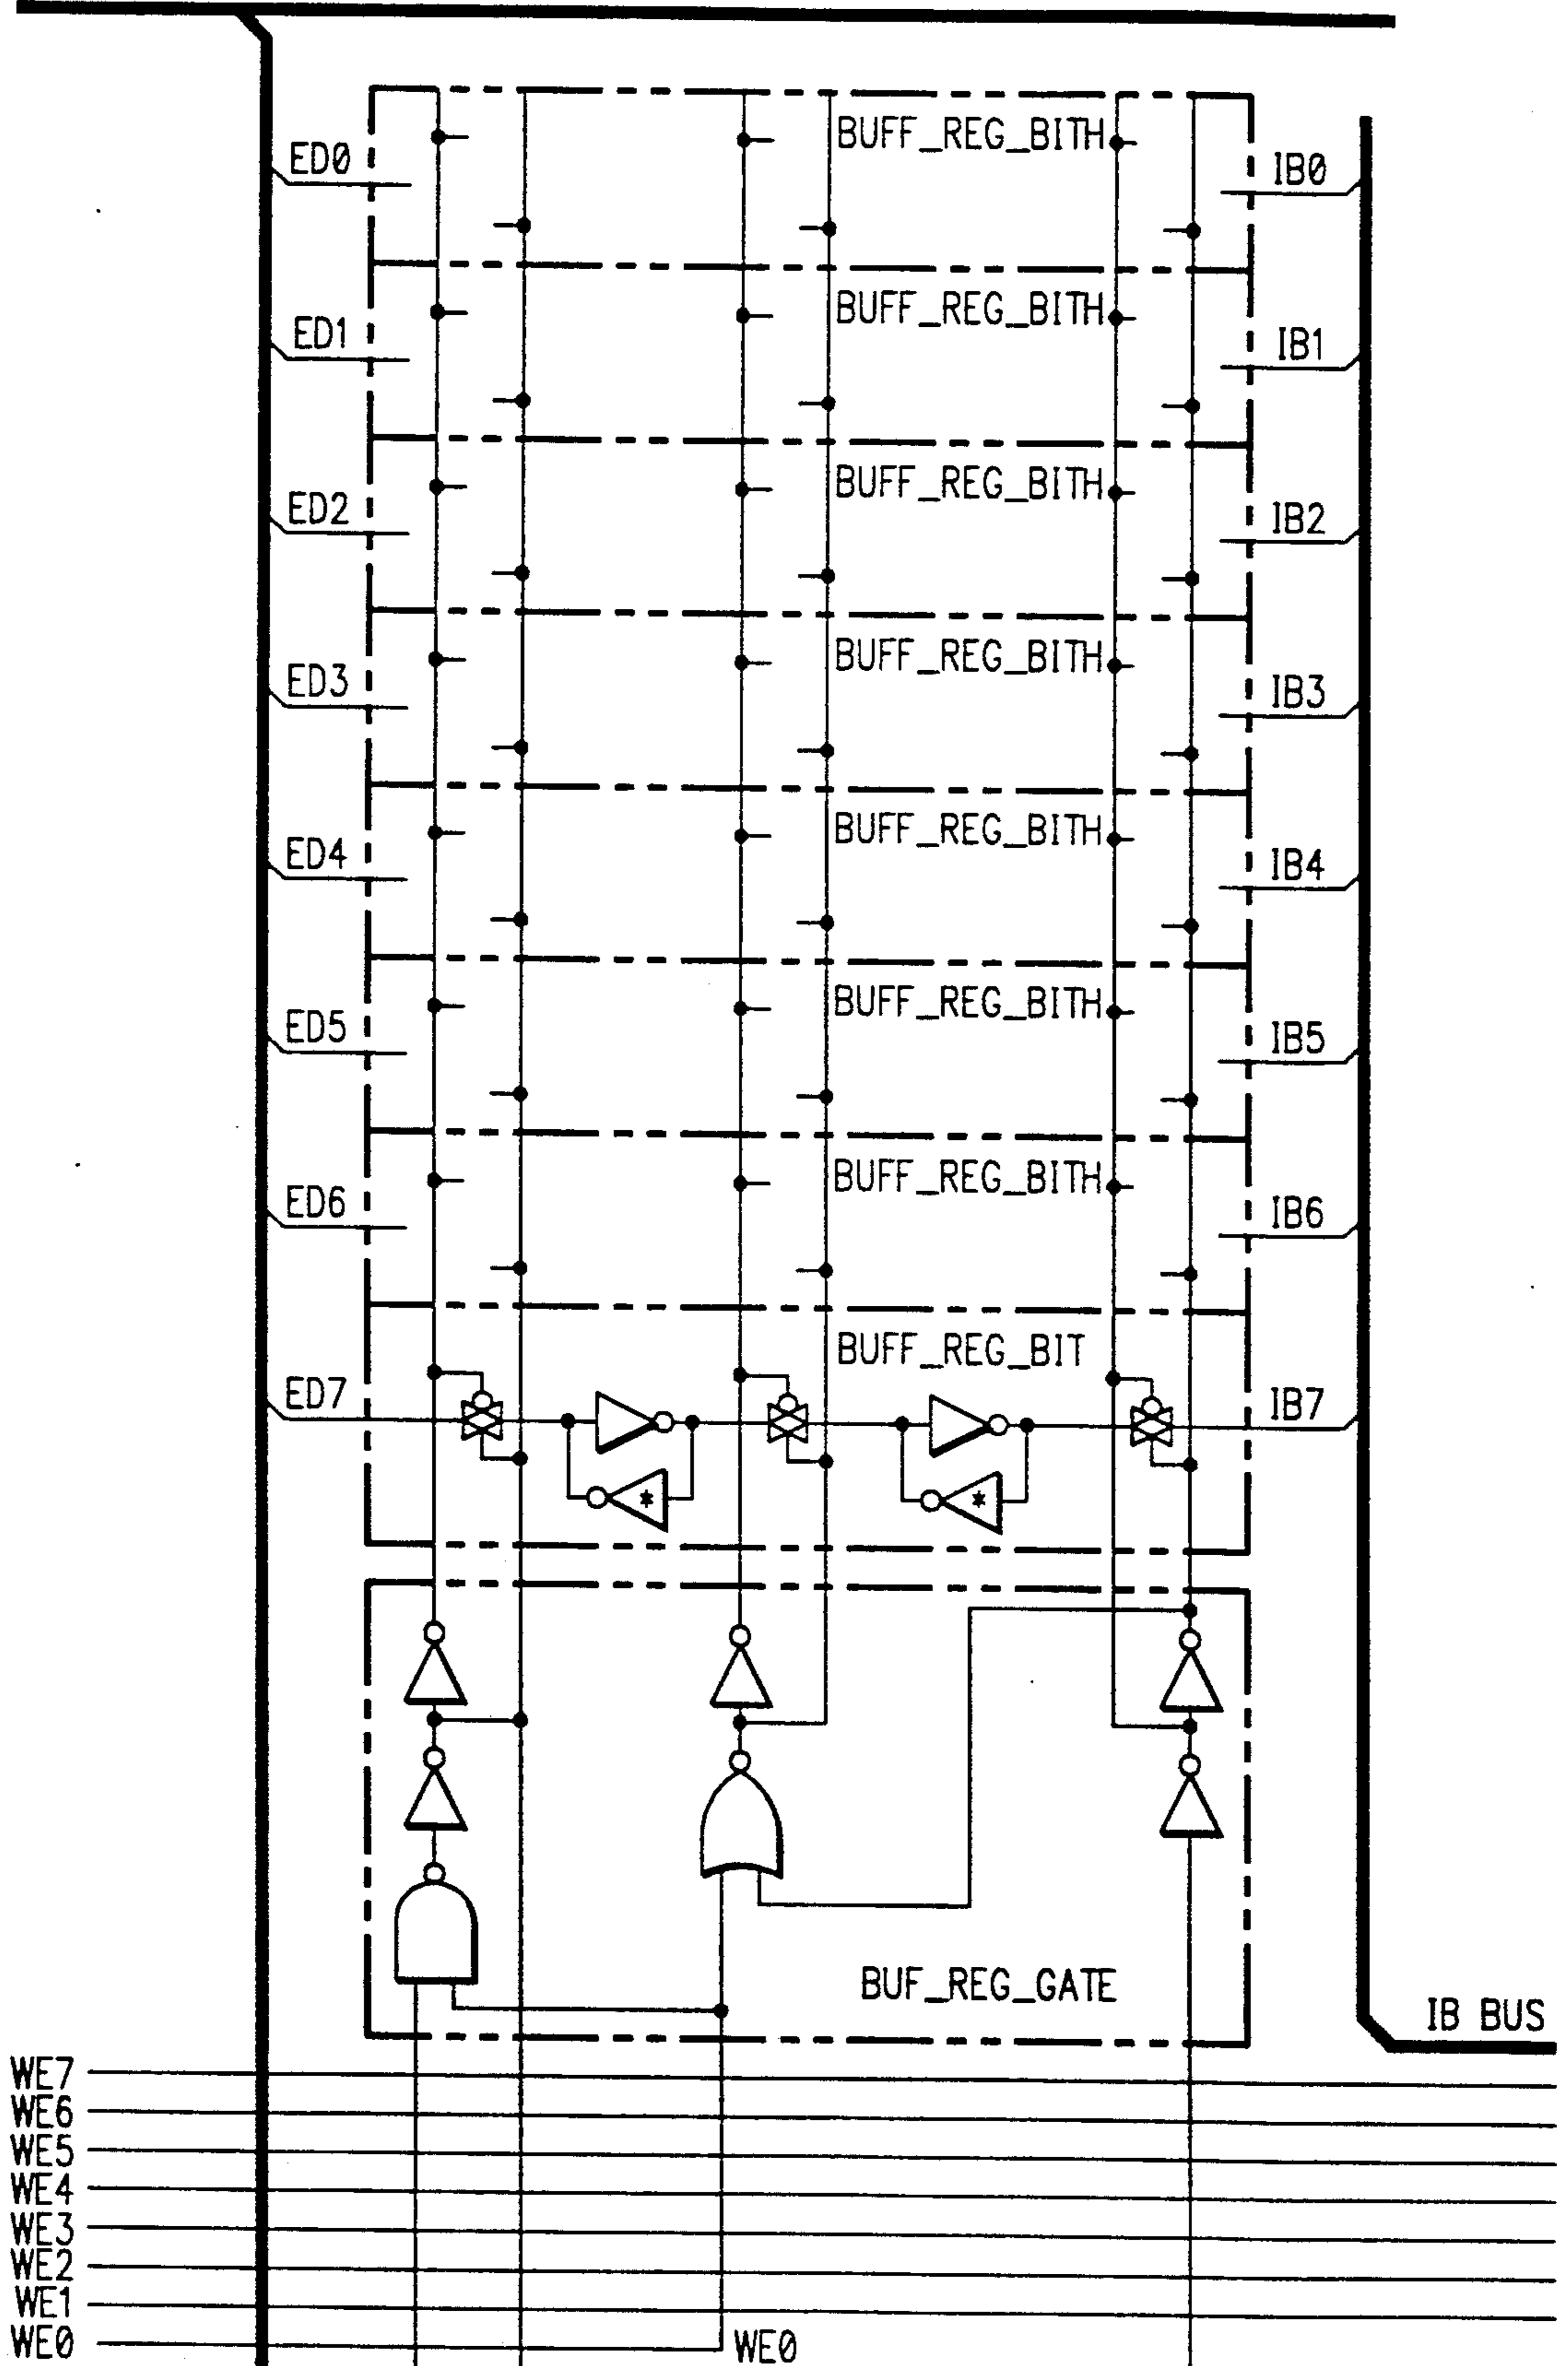 BUFF_REG_BITH
ED0
IB0
BUFF_REG_BITH
ED1
IB1
BUFF_REG_BITH
ED2
IB2
BUFF_REG_BITH
ED3
IB3
BUFF_REG_BITH
ED4
IB4
BUFF_REG_BITH
ED5
IB5
BUFF_REG_BITH
ED6
IB6
BUFF_REG_BIT
ED7
IB7
*
*
BUF_REG_GATE
IB BUS
WE7
WE6
WE5
WE4
WE3
WE2
WE1
WE0
WE0